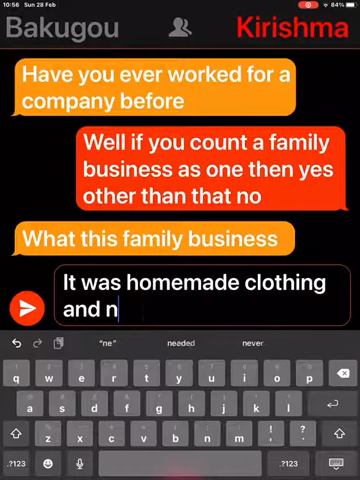 10:56 Sun 28 Feb 84%
Bakugou Kirishma
Have you ever worked for a
company before
Well if you count a family
business as one then yes
other than that no
What this family business
It was homemade clothing
and n
"ne" needed never
q w e r t y u i o p
a s d f g h j k l
z x c v b n m ! ? , .
.?123 .?123